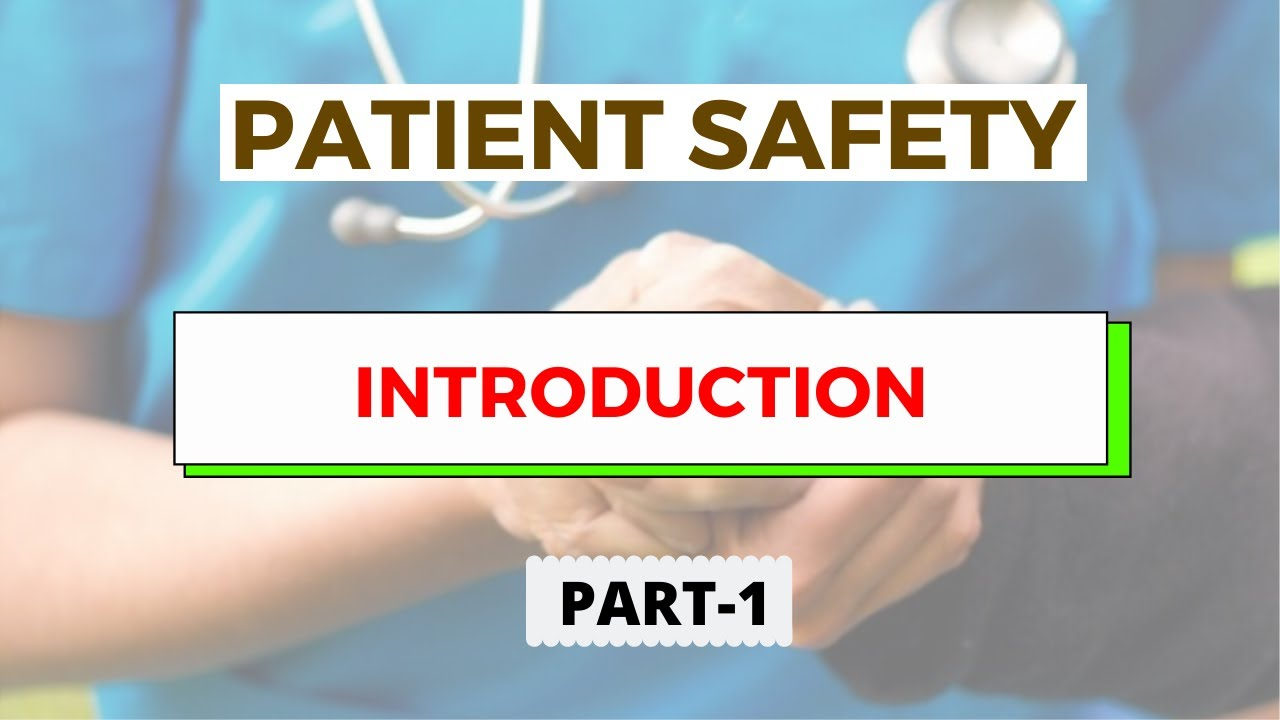 PATIENT SAFETY
INTRODUCTION
PART-1